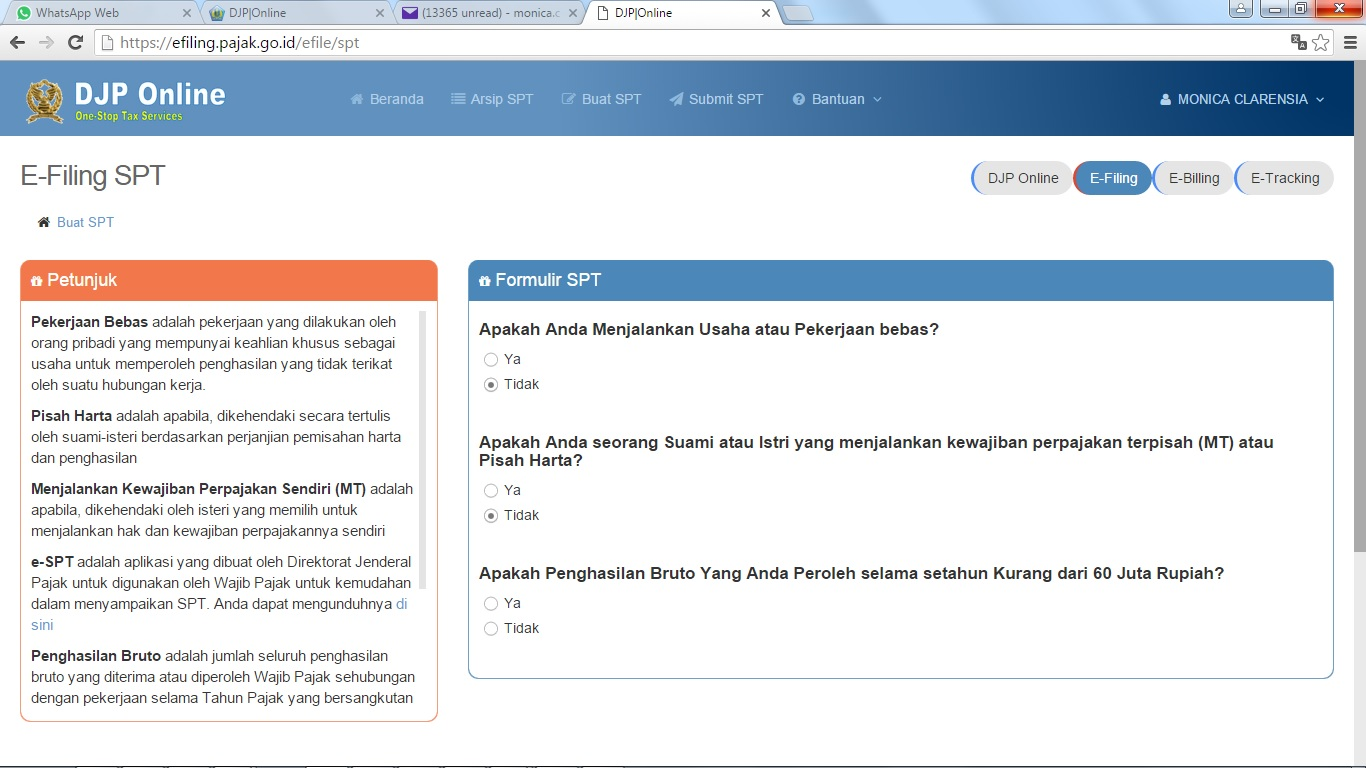 WhatsApp Web
DJP|Online
(13365 unread) - monica.c
DJP|Online
https://efiling.pajak.go.id/efile/spt
DJP Online
One-Stop Tax Services
Beranda
Arsip SPT
Buat SPT
Submit SPT
Bantuan
MONICA CLARENSIA
E-Filing SPT
DJP Online
E-Filing
E-Billing
E-Tracking
Buat SPT
Petunjuk
Pekerjaan Bebas adalah pekerjaan yang dilakukan oleh
orang pribadi yang mempunyai keahlian khusus sebagai
usaha untuk memperoleh penghasilan yang tidak terikat
oleh suatu hubungan kerja.
Pisah Harta adalah apabila, dikehendaki secara tertulis
oleh suami-isteri berdasarkan perjanjian pemisahan harta
dan penghasilan
Menjalankan Kewajiban Perpajakan Sendiri (MT) adalah
apabila, dikehendaki oleh isteri yang memilih untuk
menjalankan hak dan kewajiban perpajakannya sendiri
e-SPT adalah aplikasi yang dibuat oleh Direktorat Jenderal
Pajak untuk digunakan oleh Wajib Pajak untuk kemudahan
dalam menyampaikan SPT. Anda dapat mengunduhnya di
sini
Penghasilan Bruto adalah jumlah seluruh penghasilan
bruto yang diterima atau diperoleh Wajib Pajak sehubungan
dengan pekerjaan selama Tahun Pajak yang bersangkutan
Formulir SPT
Apakah Anda Menjalankan Usaha atau Pekerjaan bebas?
Ya
Tidak
Apakah Anda seorang Suami atau Istri yang menjalankan kewajiban perpajakan terpisah (MT) atau
Pisah Harta?
Ya
Tidak
Apakah Penghasilan Bruto Yang Anda Peroleh selama setahun Kurang dari 60 Juta Rupiah?
Ya
Tidak